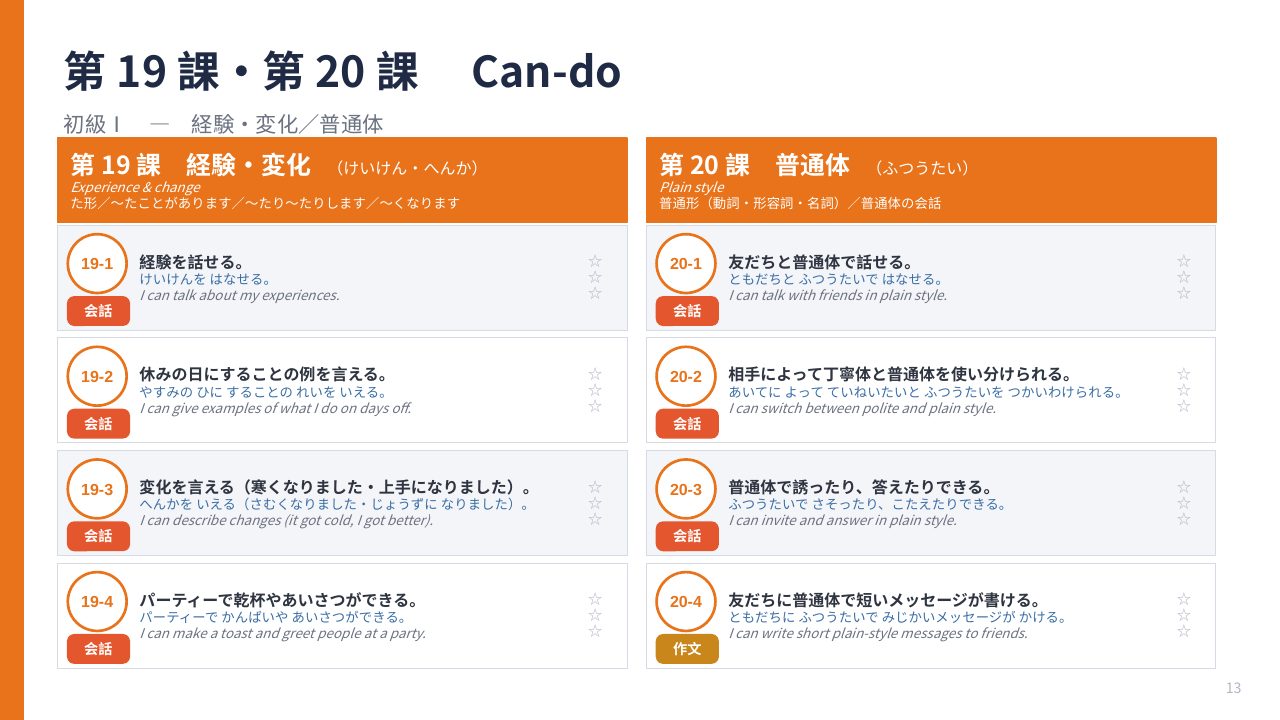 第 19 課・第 20 課　Can-do
初級Ⅰ　―　経験・変化／普通体
第 19 課　経験・変化　（けいけん・へんか）
Experience & change
た形／～たことがあります／～たり～たりします／～くなります
19-1
会話
経験を話せる。
けいけんを はなせる。
I can talk about my experiences.
☆
☆
☆
19-2
会話
休みの日にすることの例を言える。
やすみの ひに することの れいを いえる。
I can give examples of what I do on days off.
☆
☆
☆
19-3
会話
変化を言える（寒くなりました・上手になりました）。
へんかを いえる（さむくなりました・じょうずに なりました）。
I can describe changes (it got cold, I got better).
☆
☆
☆
19-4
会話
パーティーで乾杯やあいさつができる。
パーティーで かんぱいや あいさつができる。
I can make a toast and greet people at a party.
☆
☆
☆
第 20 課　普通体　（ふつうたい）
Plain style
普通形（動詞・形容詞・名詞）／普通体の会話
20-1
会話
友だちと普通体で話せる。
ともだちと ふつうたいで はなせる。
I can talk with friends in plain style.
☆
☆
☆
20-2
会話
相手によって丁寧体と普通体を使い分けられる。
あいてに よって ていねいたいと ふつうたいを つかいわけられる。
I can switch between polite and plain style.
☆
☆
☆
20-3
会話
普通体で誘ったり、答えたりできる。
ふつうたいで さそったり、こたえたりできる。
I can invite and answer in plain style.
☆
☆
☆
20-4
作文
友だちに普通体で短いメッセージが書ける。
ともだちに ふつうたいで みじかいメッセージが かける。
I can write short plain-style messages to friends.
☆
☆
☆
13